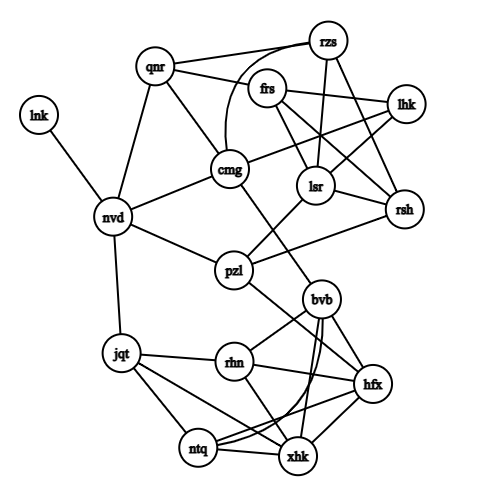 rzs
qnr
frs
lhk
lnk
cmg
lsr
rsh
nvd
pzl
bvb
jqt
rhn
hfx
ntq
xhk